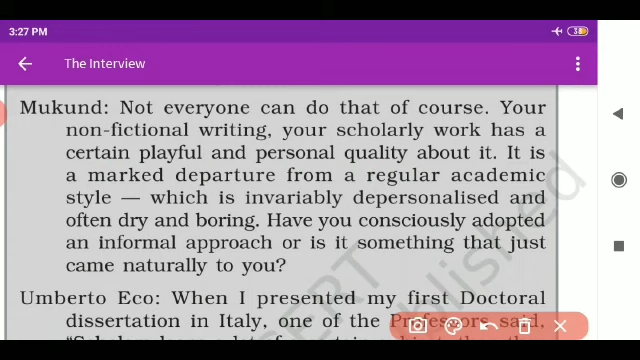 3:27 PM
38
The Interview
Mukund: Not everyone can do that of course. Your
non-fictional writing, your scholarly work has a
certain playful and personal quality about it. It is
a marked departure from a regular academic
style — which is invariably depersonalised and
often dry and boring. Have you consciously adopted
an informal approach or is it something that just
came naturally to you?
Umberto Eco: When I presented my first Doctoral
dissertation in Italy, one of the Professors said,